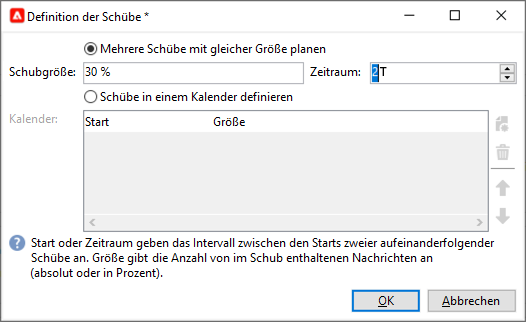 Definition der Schübe *
Mehrere Schübe mit gleicher Größe planen
Schubgröße: 30 % Zeitraum: 2T
Schübe in einem Kalender definieren
Kalender: Start Größe
Start oder Zeitraum geben das Intervall zwischen den Starts zweier aufeinanderfolgender
Schübe an. Größe gibt die Anzahl von im Schub enthaltenen Nachrichten an
(absolut oder in Prozent).
OK Abbrechen